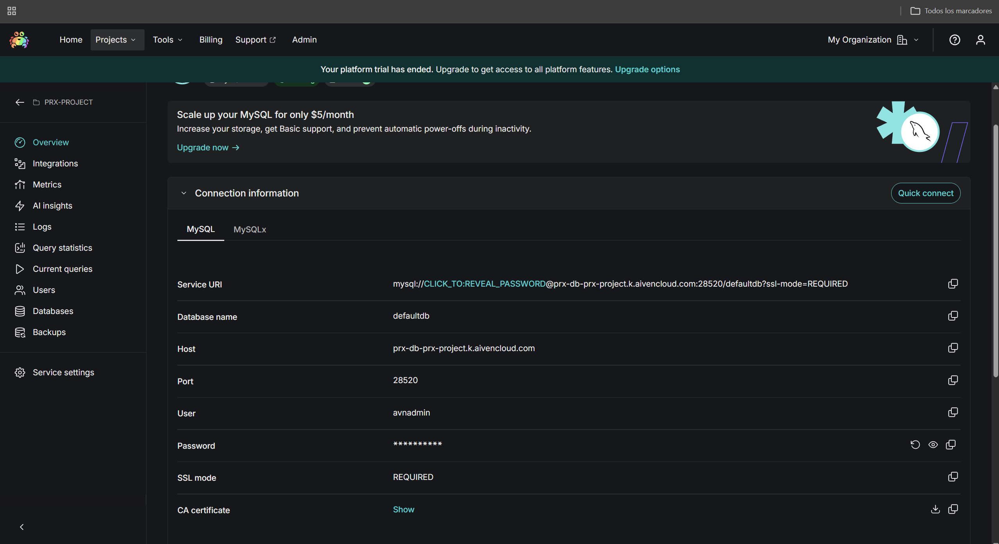 Todos los marcadores
Home Projects Tools Billing Support Admin My Organization
Your platform trial has ended. Upgrade to get access to all platform features. Upgrade options
PRX-PROJECT
Overview
Integrations
Metrics
AI insights
Logs
Query statistics
Current queries
Users
Databases
Backups
Service settings
Scale up your MySQL for only $5/month
Increase your storage, get Basic support, and prevent automatic power-offs during inactivity.
Upgrade now →
Connection information Quick connect
MySQL MySQLx
Service URI mysql://CLICK_TO:REVEAL_PASSWORD@prx-db-prx-project.k.aivencloud.com:28520/defaultdb?ssl-mode=REQUIRED
Database name defaultdb
Host prx-db-prx-project.k.aivencloud.com
Port 28520
User avnadmin
Password **********
SSL mode REQUIRED
CA certificate Show